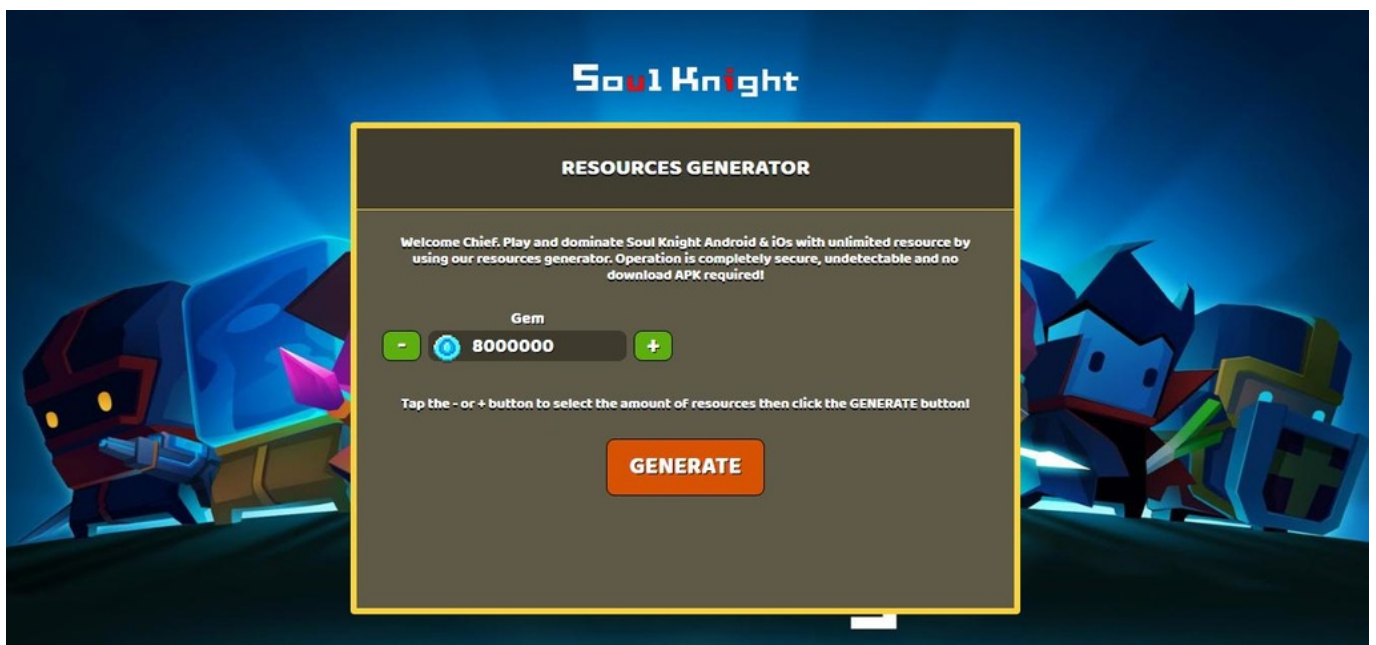 Soul Knight
RESOURCES GENERATOR
Welcome Chief. Play and dominate Soul Knight Android & iOs with unlimited resource by
using our resources generator. Operation is completely secure, undetectable and no
download APK required!
Gem
- 8000000 +
Tap the - or + button to select the amount of resources then click the GENERATE button!
GENERATE